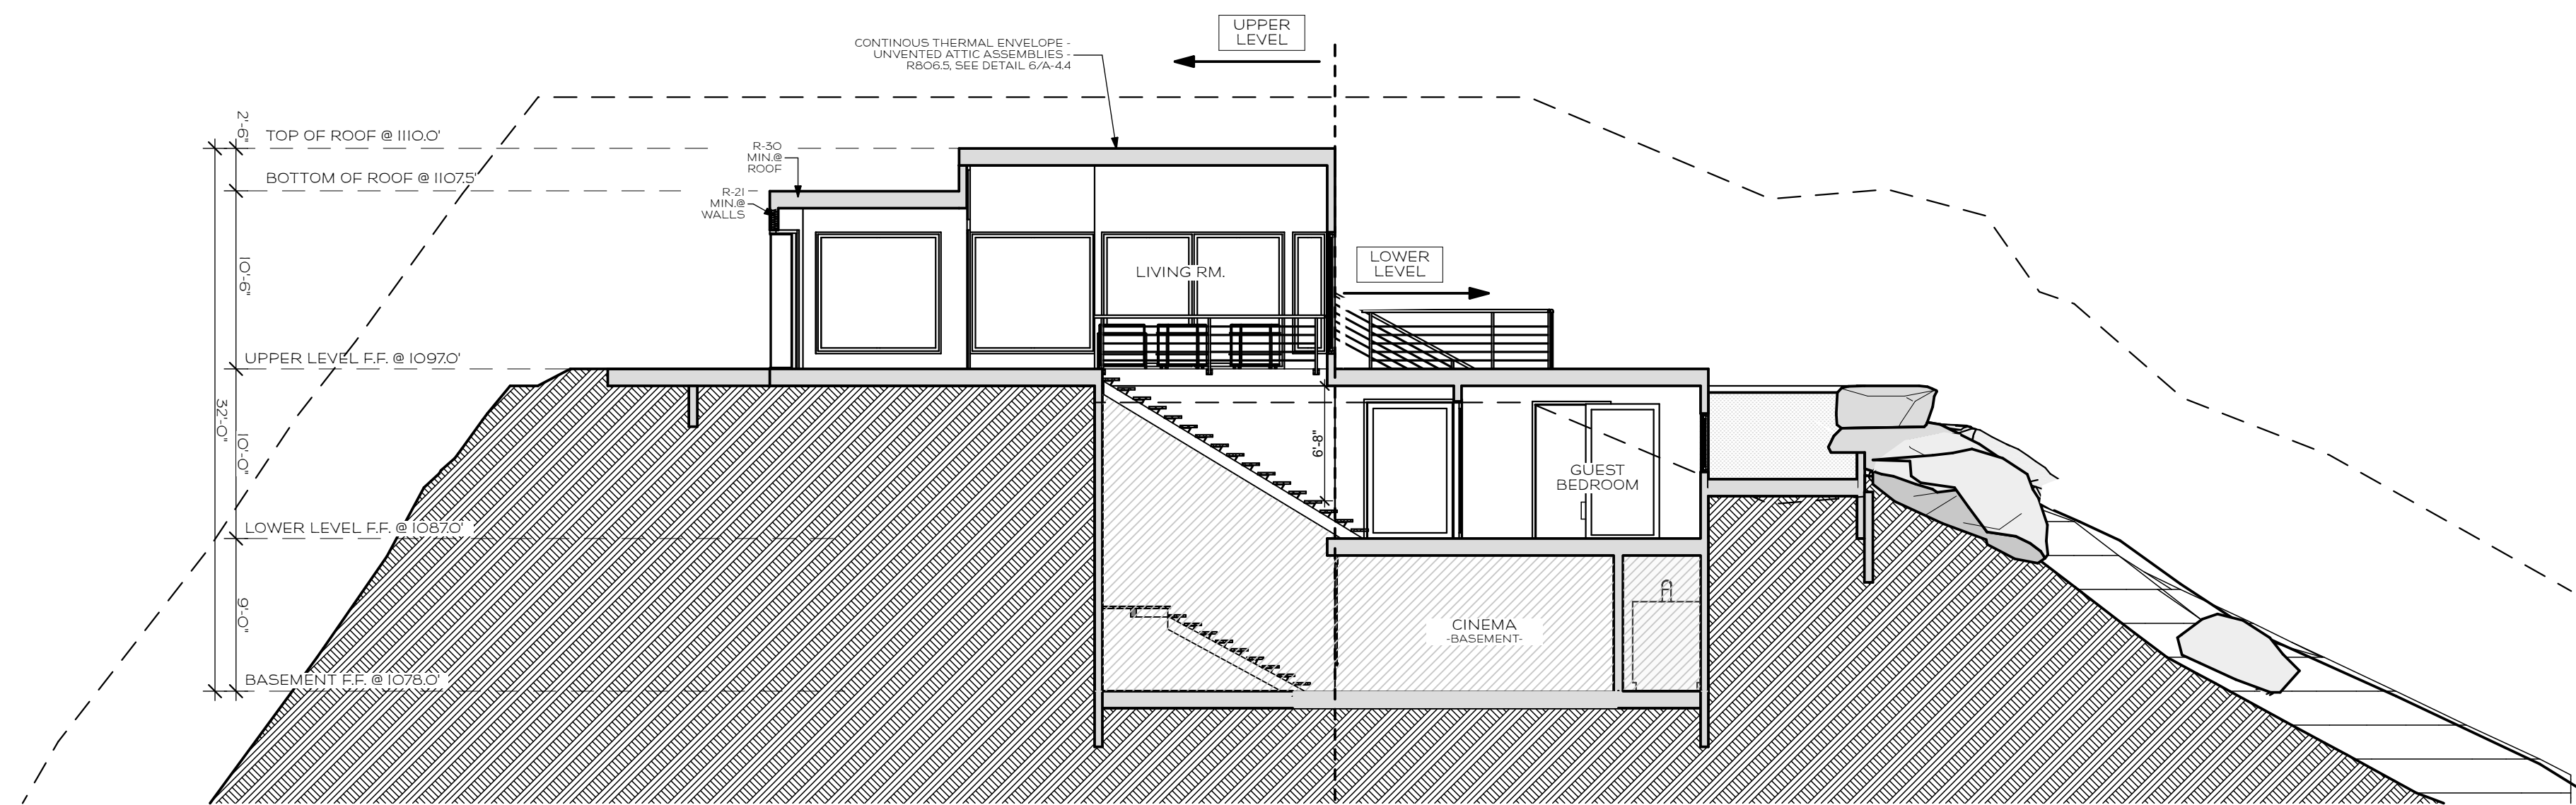 UPPER
LEVEL
CONTINOUS THERMAL ENVELOPE -
UNVENTED ATTIC ASSEMBLIES -
R806.5, SEE DETAIL 6/A-4.4
2'-6"
TOP OF ROOF @ 1110.0'
R-30
MIN.@
ROOF
BOTTOM OF ROOF @ 1107.5'
R-21
MIN.@
WALLS
10'-6"
LIVING RM.
LOWER
LEVEL
UPPER LEVEL F.F. @ 1097.0'
32'-0"
10'-0"
6'-8"
GUEST
BEDROOM
LOWER LEVEL F.F. @ 1087.0'
9'-0"
CINEMA
-BASEMENT-
BASEMENT F.F. @ 1078.0'